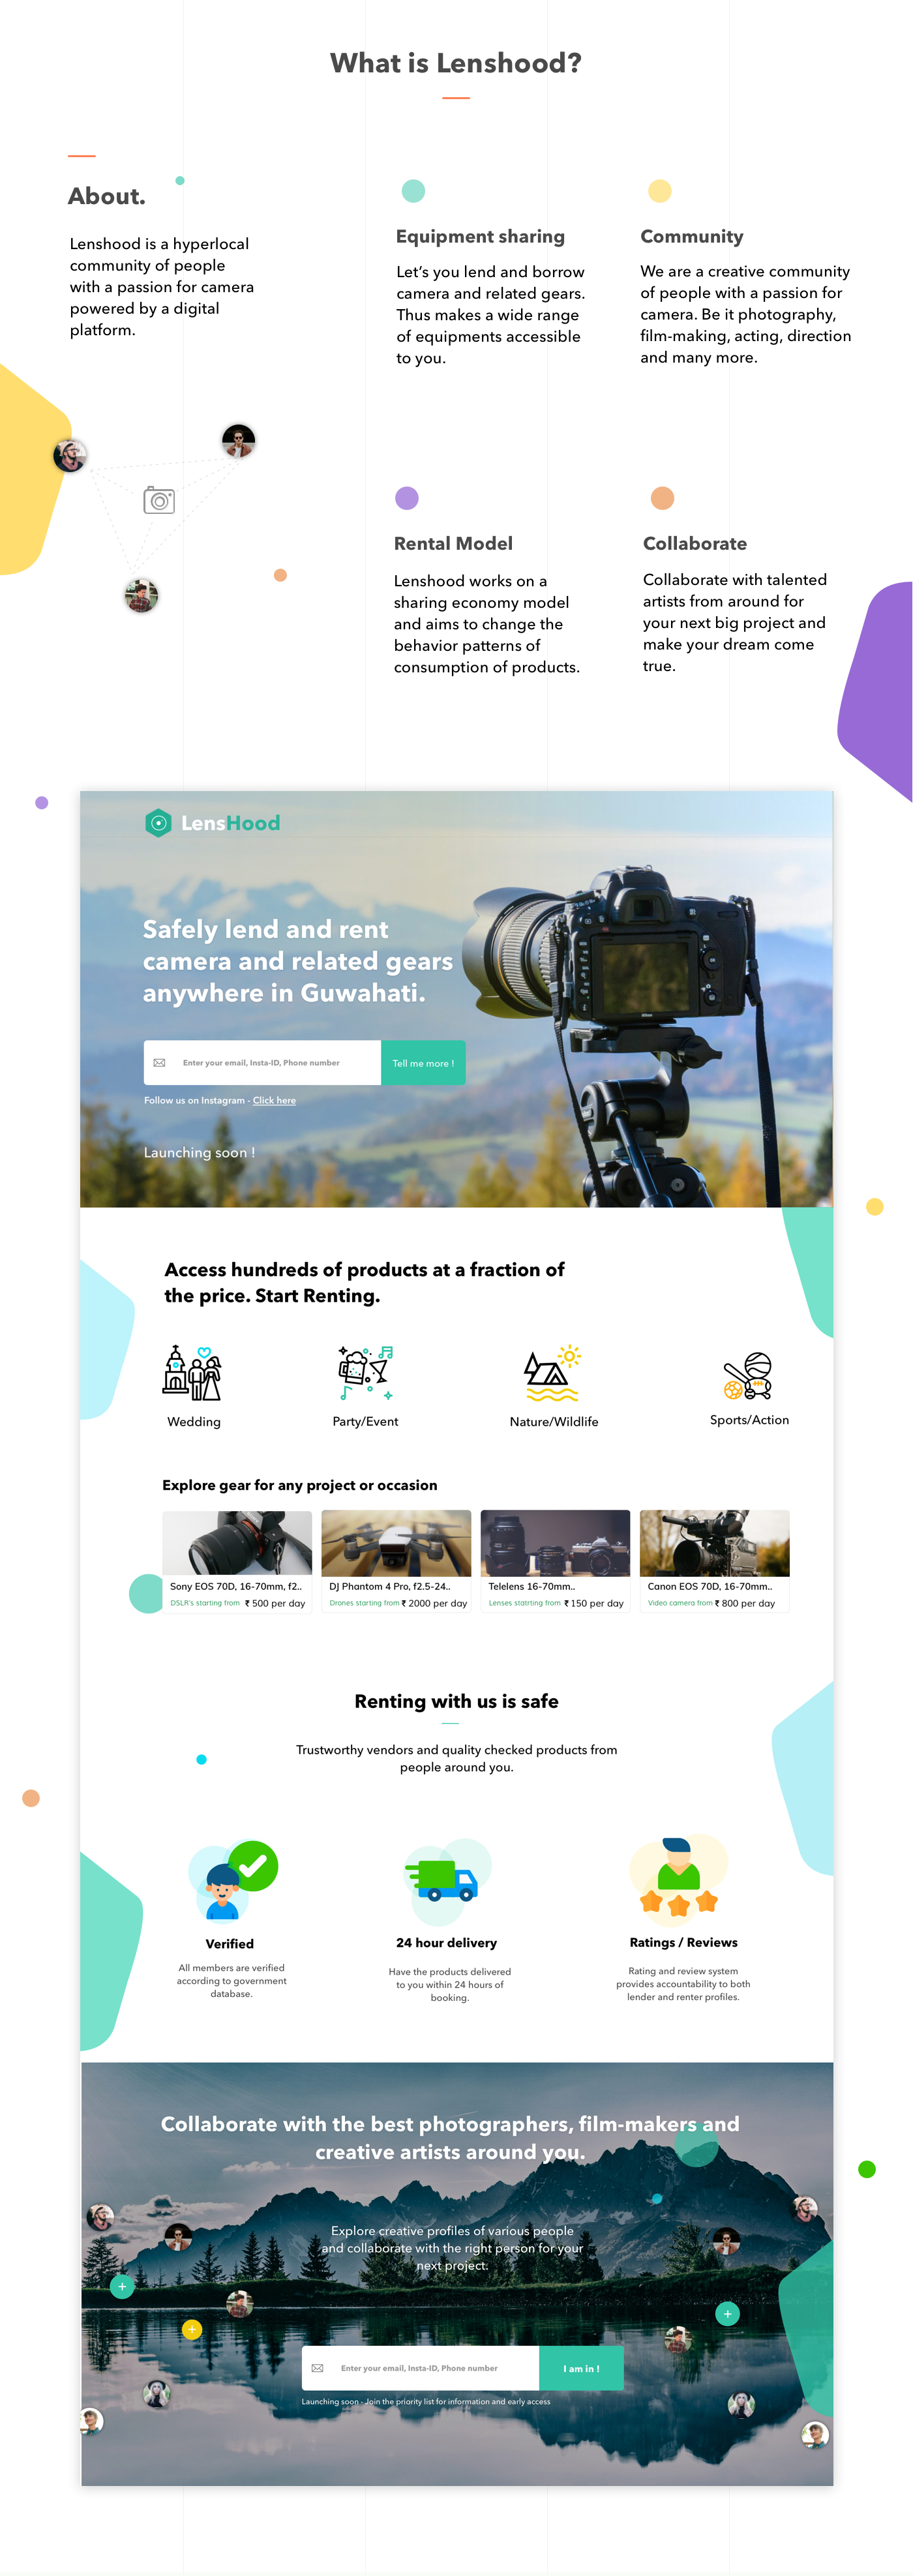 What is Lenshood?
About.
Lenshood is a hyperlocal
community of people
with a passion for camera
powered by a digital
platform.
Equipment sharing
Let’s you lend and borrow
camera and related gears.
Thus makes a wide range
of equipments accessible
to you.
Community
We are a creative community
of people with a passion for
camera. Be it photography,
film-making, acting, direction
and many more.
Rental Model
Lenshood works on a
sharing economy model
and aims to change the
behavior patterns of
consumption of products.
Collaborate
Collaborate with talented
artists from around for
your next big project and
make your dream come
true.
LensHood
Safely lend and rent
camera and related gears
anywhere in Guwahati.
Enter your email, Insta-ID, Phone number
Tell me more !
Follow us on Instagram - Click here
Launching soon !
Access hundreds of products at a fraction of
the price. Start Renting.
Wedding
Party/Event
Nature/Wildlife
Sports/Action
Explore gear for any project or occasion
Sony EOS 70D, 16-70mm, f2..
DSLR's starting from ₹ 500 per day
DJ Phantom 4 Pro, f2.5-24..
Drones starting from ₹ 2000 per day
Telelens 16-70mm..
Lenses statrting from ₹ 150 per day
Canon EOS 70D, 16-70mm..
Video camera from ₹ 800 per day
Renting with us is safe
Trustworthy vendors and quality checked products from
people around you.
Verified
All members are verified
according to government
database.
24 hour delivery
Have the products delivered
to you within 24 hours of
booking.
Ratings / Reviews
Rating and review system
provides accountability to both
lender and renter profiles.
Collaborate with the best photographers, film-makers and
creative artists around you.
Explore creative profiles of various people
and collaborate with the right person for your
next project.
Enter your email, Insta-ID, Phone number
I am in !
Launching soon - Join the priority list for information and early access